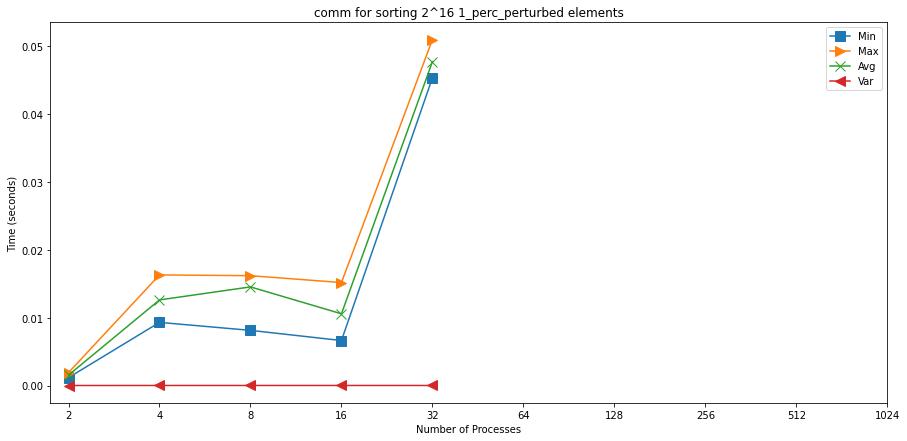 comm for sorting 2^16 1_perc_perturbed elements
Min
Max
Avg
Var
Time (seconds)
0.05
0.04
0.03
0.02
0.01
0.00
2 4 8 16 32 64 128 256 512 1024
Number of Processes